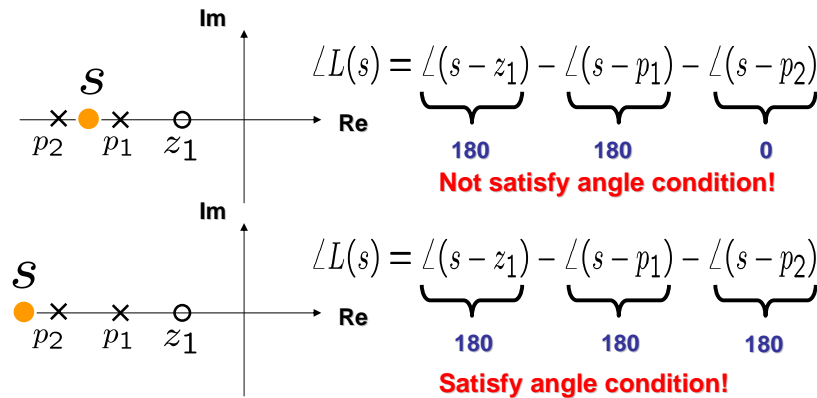 Im
∠L(s) = ∠(s − z₁) − ∠(s − p₁) − ∠(s − p₂)
s
Re
p₂ p₁ z₁
180 180 0
Not satisfy angle condition!
Im
∠L(s) = ∠(s − z₁) − ∠(s − p₁) − ∠(s − p₂)
s
Re
p₂ p₁ z₁
180 180 180
Satisfy angle condition!